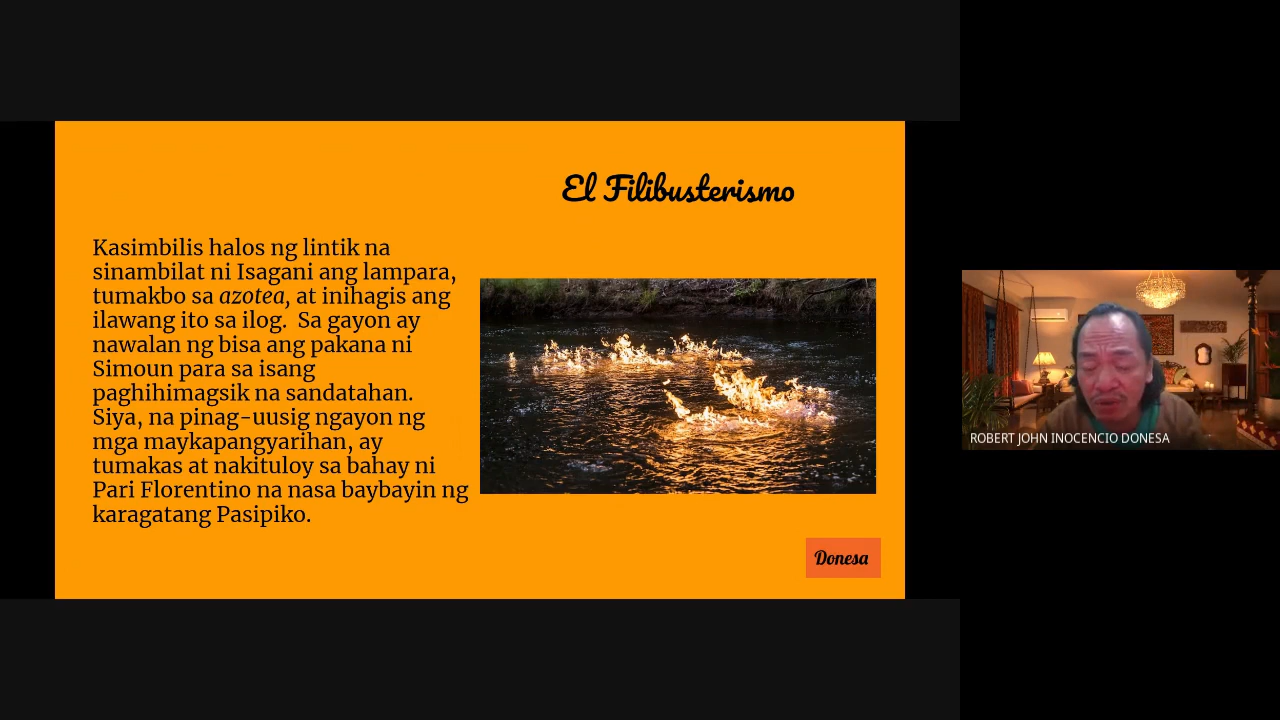 El Filibusterismo
Kasimbilis halos ng lintik na
sinambilat ni Isagani ang lampara,
tumakbo sa azotea, at inihagis ang
ilawang ito sa ilog.  Sa gayon ay
nawalan ng bisa ang pakana ni
Simoun para sa isang
paghihimagsik na sandatahan.
Siya, na pinag-uusig ngayon ng
mga maykapangyarihan, ay
tumakas at nakituloy sa bahay ni
Pari Florentino na nasa baybayin ng
karagatang Pasipiko.
Donesa
ROBERT JOHN INOCENCIO DONESA